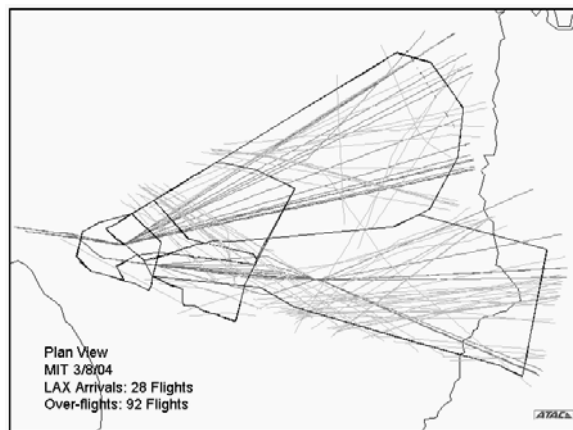 Plan View
MIT 3/8/04
LAX Arrivals: 28 Flights
Over-flights: 92 Flights
ATAC